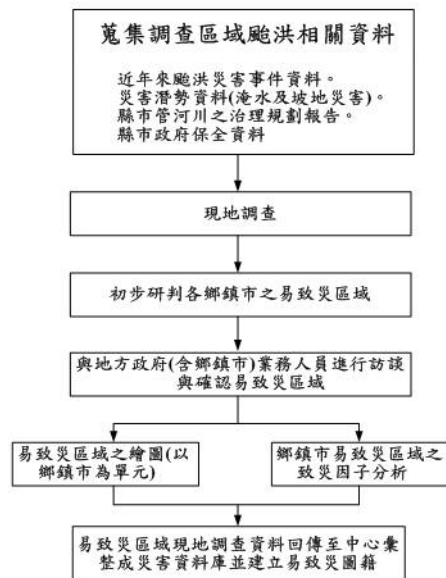 蒐集調查區域颱洪相關資料
近年來颱洪災害事件資料。
災害潛勢資料(淹水及坡地災害)。
縣市管河川之治理規劃報告。
縣市政府保全資料
現地調查
初步研判各鄉鎮市之易致災區域
與地方政府(含鄉鎮市)業務人員進行訪談
與確認易致災區域
易致災區域之繪圖(以
鄉鎮市為單元)
鄉鎮市易致災區域之
致災因子分析
易致災區域現地調查資料回傳至中心彙
整成災害資料庫並建立易致災圖籍